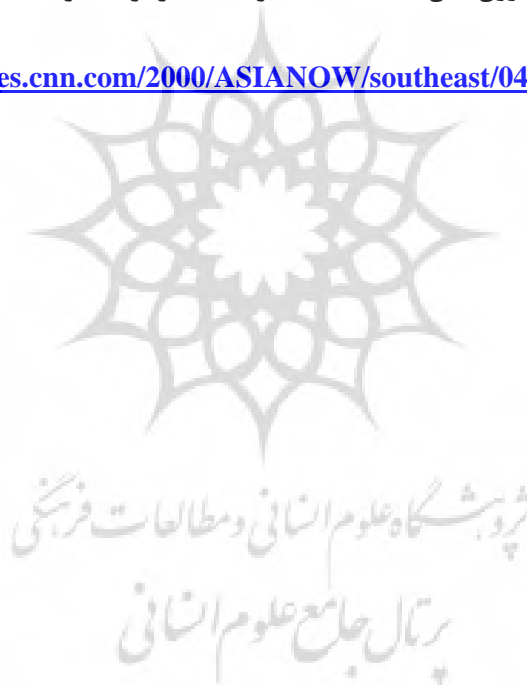 es.cnn.com/2000/ASIANOW/southeast/04
پژوهشگاه علوم انسانی و مطالعات فرهنگی
پرتال جامع علوم انسانی